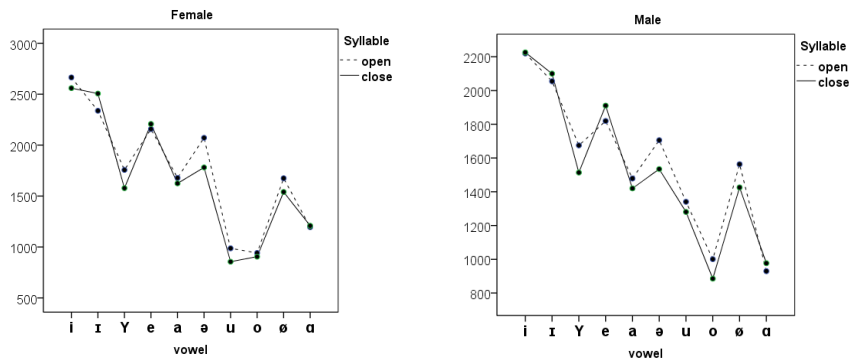 Female
3000
2500
2000
1500
1000
500
i ɪ Y e a ə u o ø ɑ
vowel
Syllable
open
close
Male
2200
2000
1800
1600
1400
1200
1000
800
i ɪ Y e a ə u o ø ɑ
vowel
Syllable
open
close